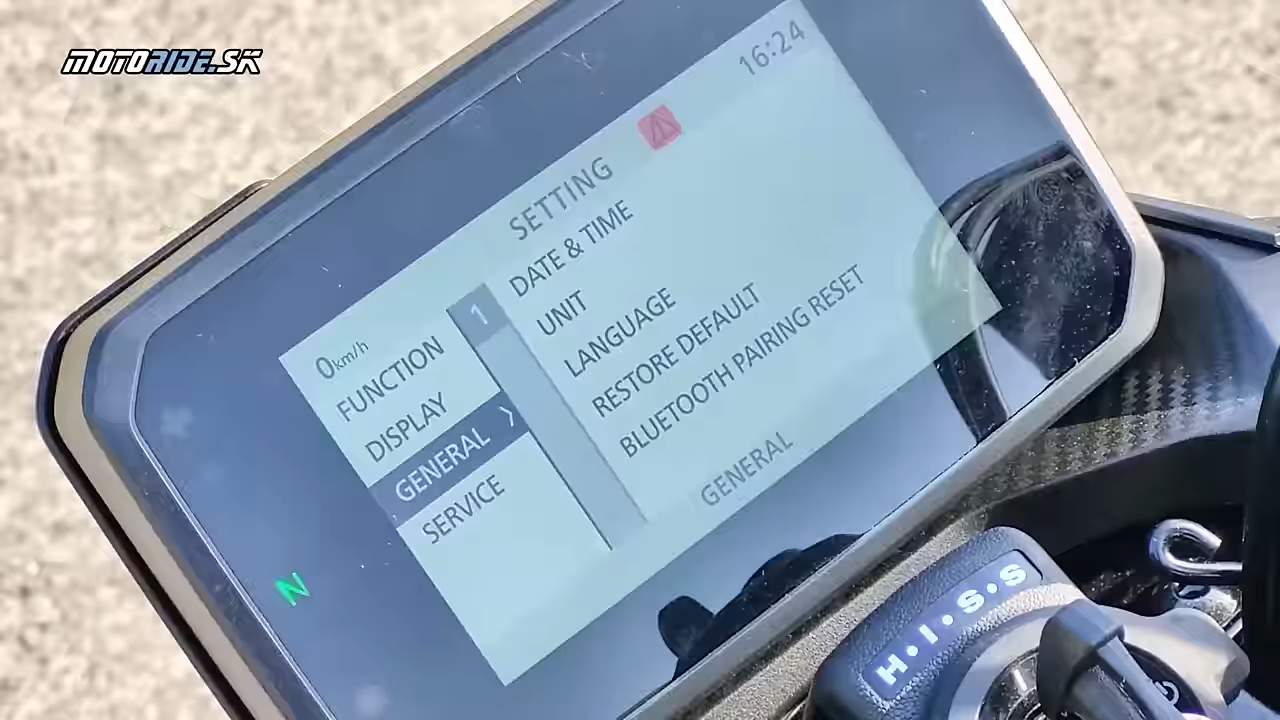 MOTORIDE.SK
16:24
SETTING
0km/h
FUNCTION
DISPLAY
GENERAL
SERVICE
1
DATE & TIME
UNIT
LANGUAGE
RESTORE DEFAULT
BLUETOOTH PAIRING RESET
GENERAL
N
H·I·S·S